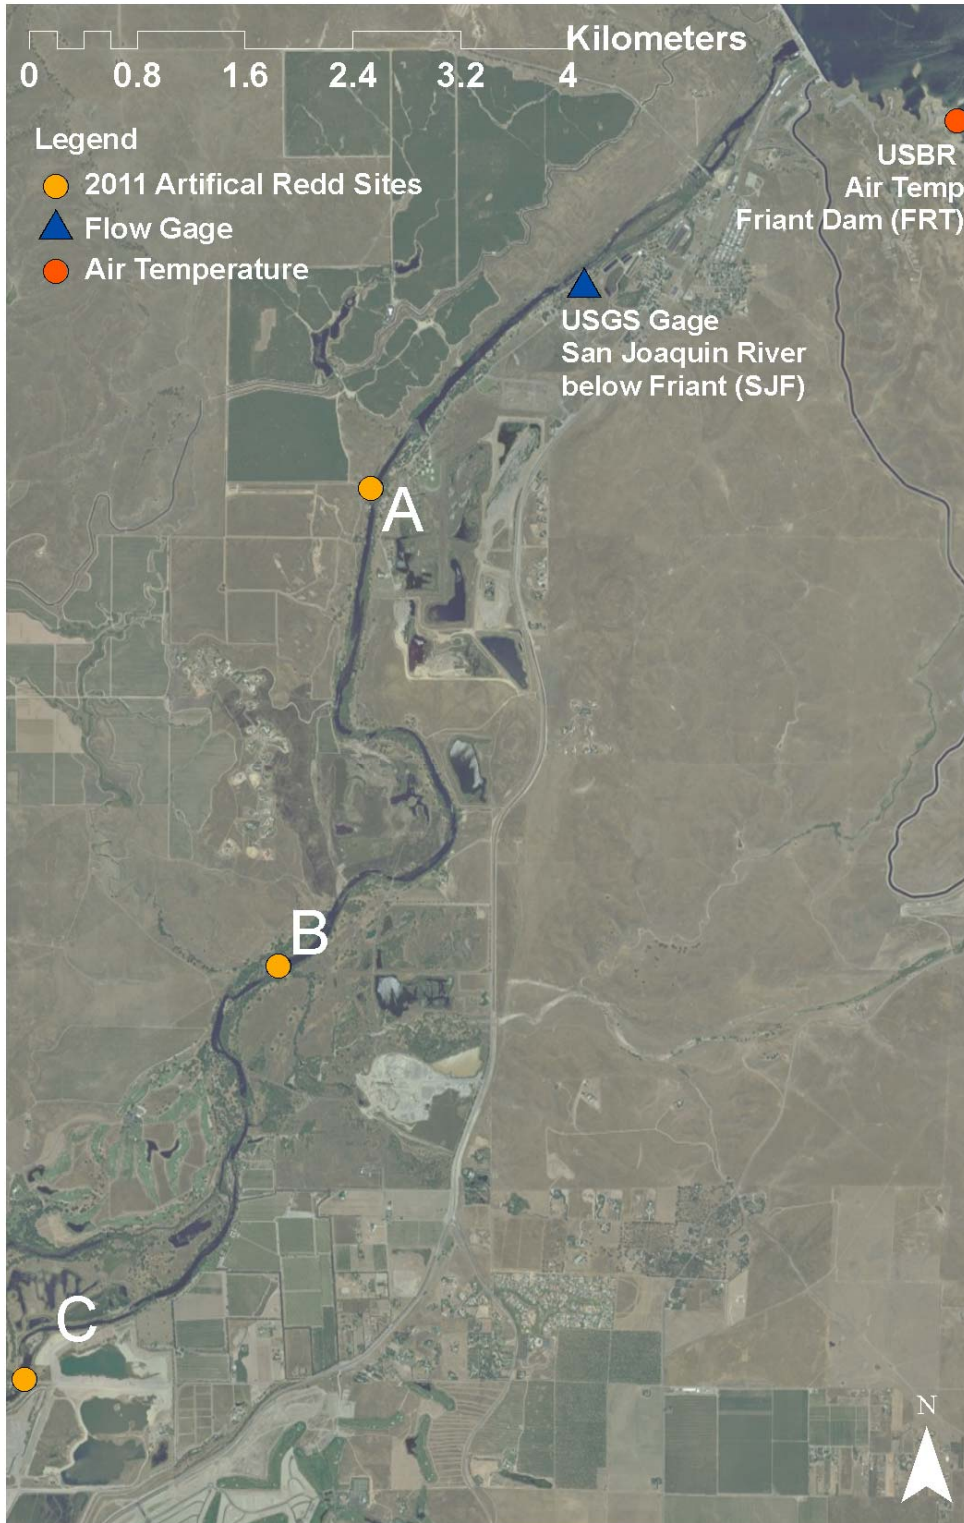 Kilometers
0 0.8 1.6 2.4 3.2 4
Legend
2011 Artifical Redd Sites
Flow Gage
Air Temperature
USBR
Air Temp
Friant Dam (FRT)
USGS Gage
San Joaquin River
below Friant (SJF)
A
B
C
N